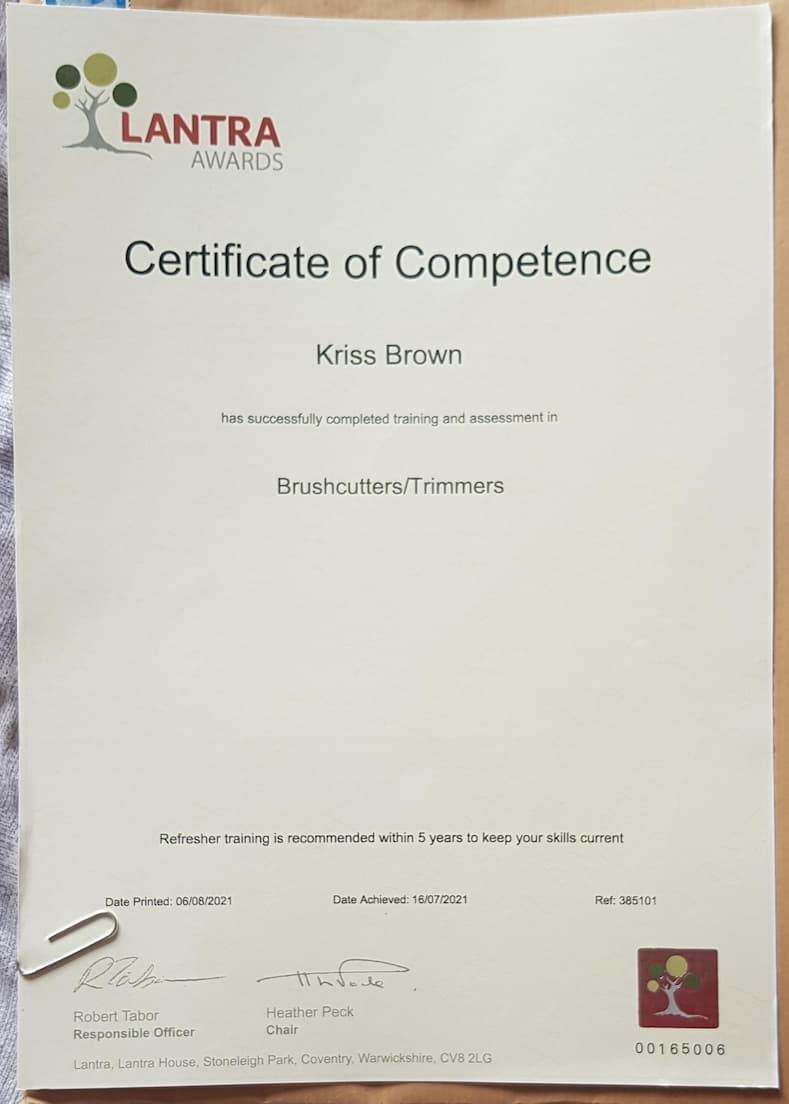 LANTRA
AWARDS
Certificate of Competence
Kriss Brown
has successfully completed training and assessment in
Brushcutters/Trimmers
Refresher training is recommended within 5 years to keep your skills current
Date Printed: 06/08/2021 Date Achieved: 16/07/2021 Ref: 385101
Robert Tabor Heather Peck
Responsible Officer Chair
00165006
Lantra, Lantra House, Stoneleigh Park, Coventry, Warwickshire, CV8 2LG